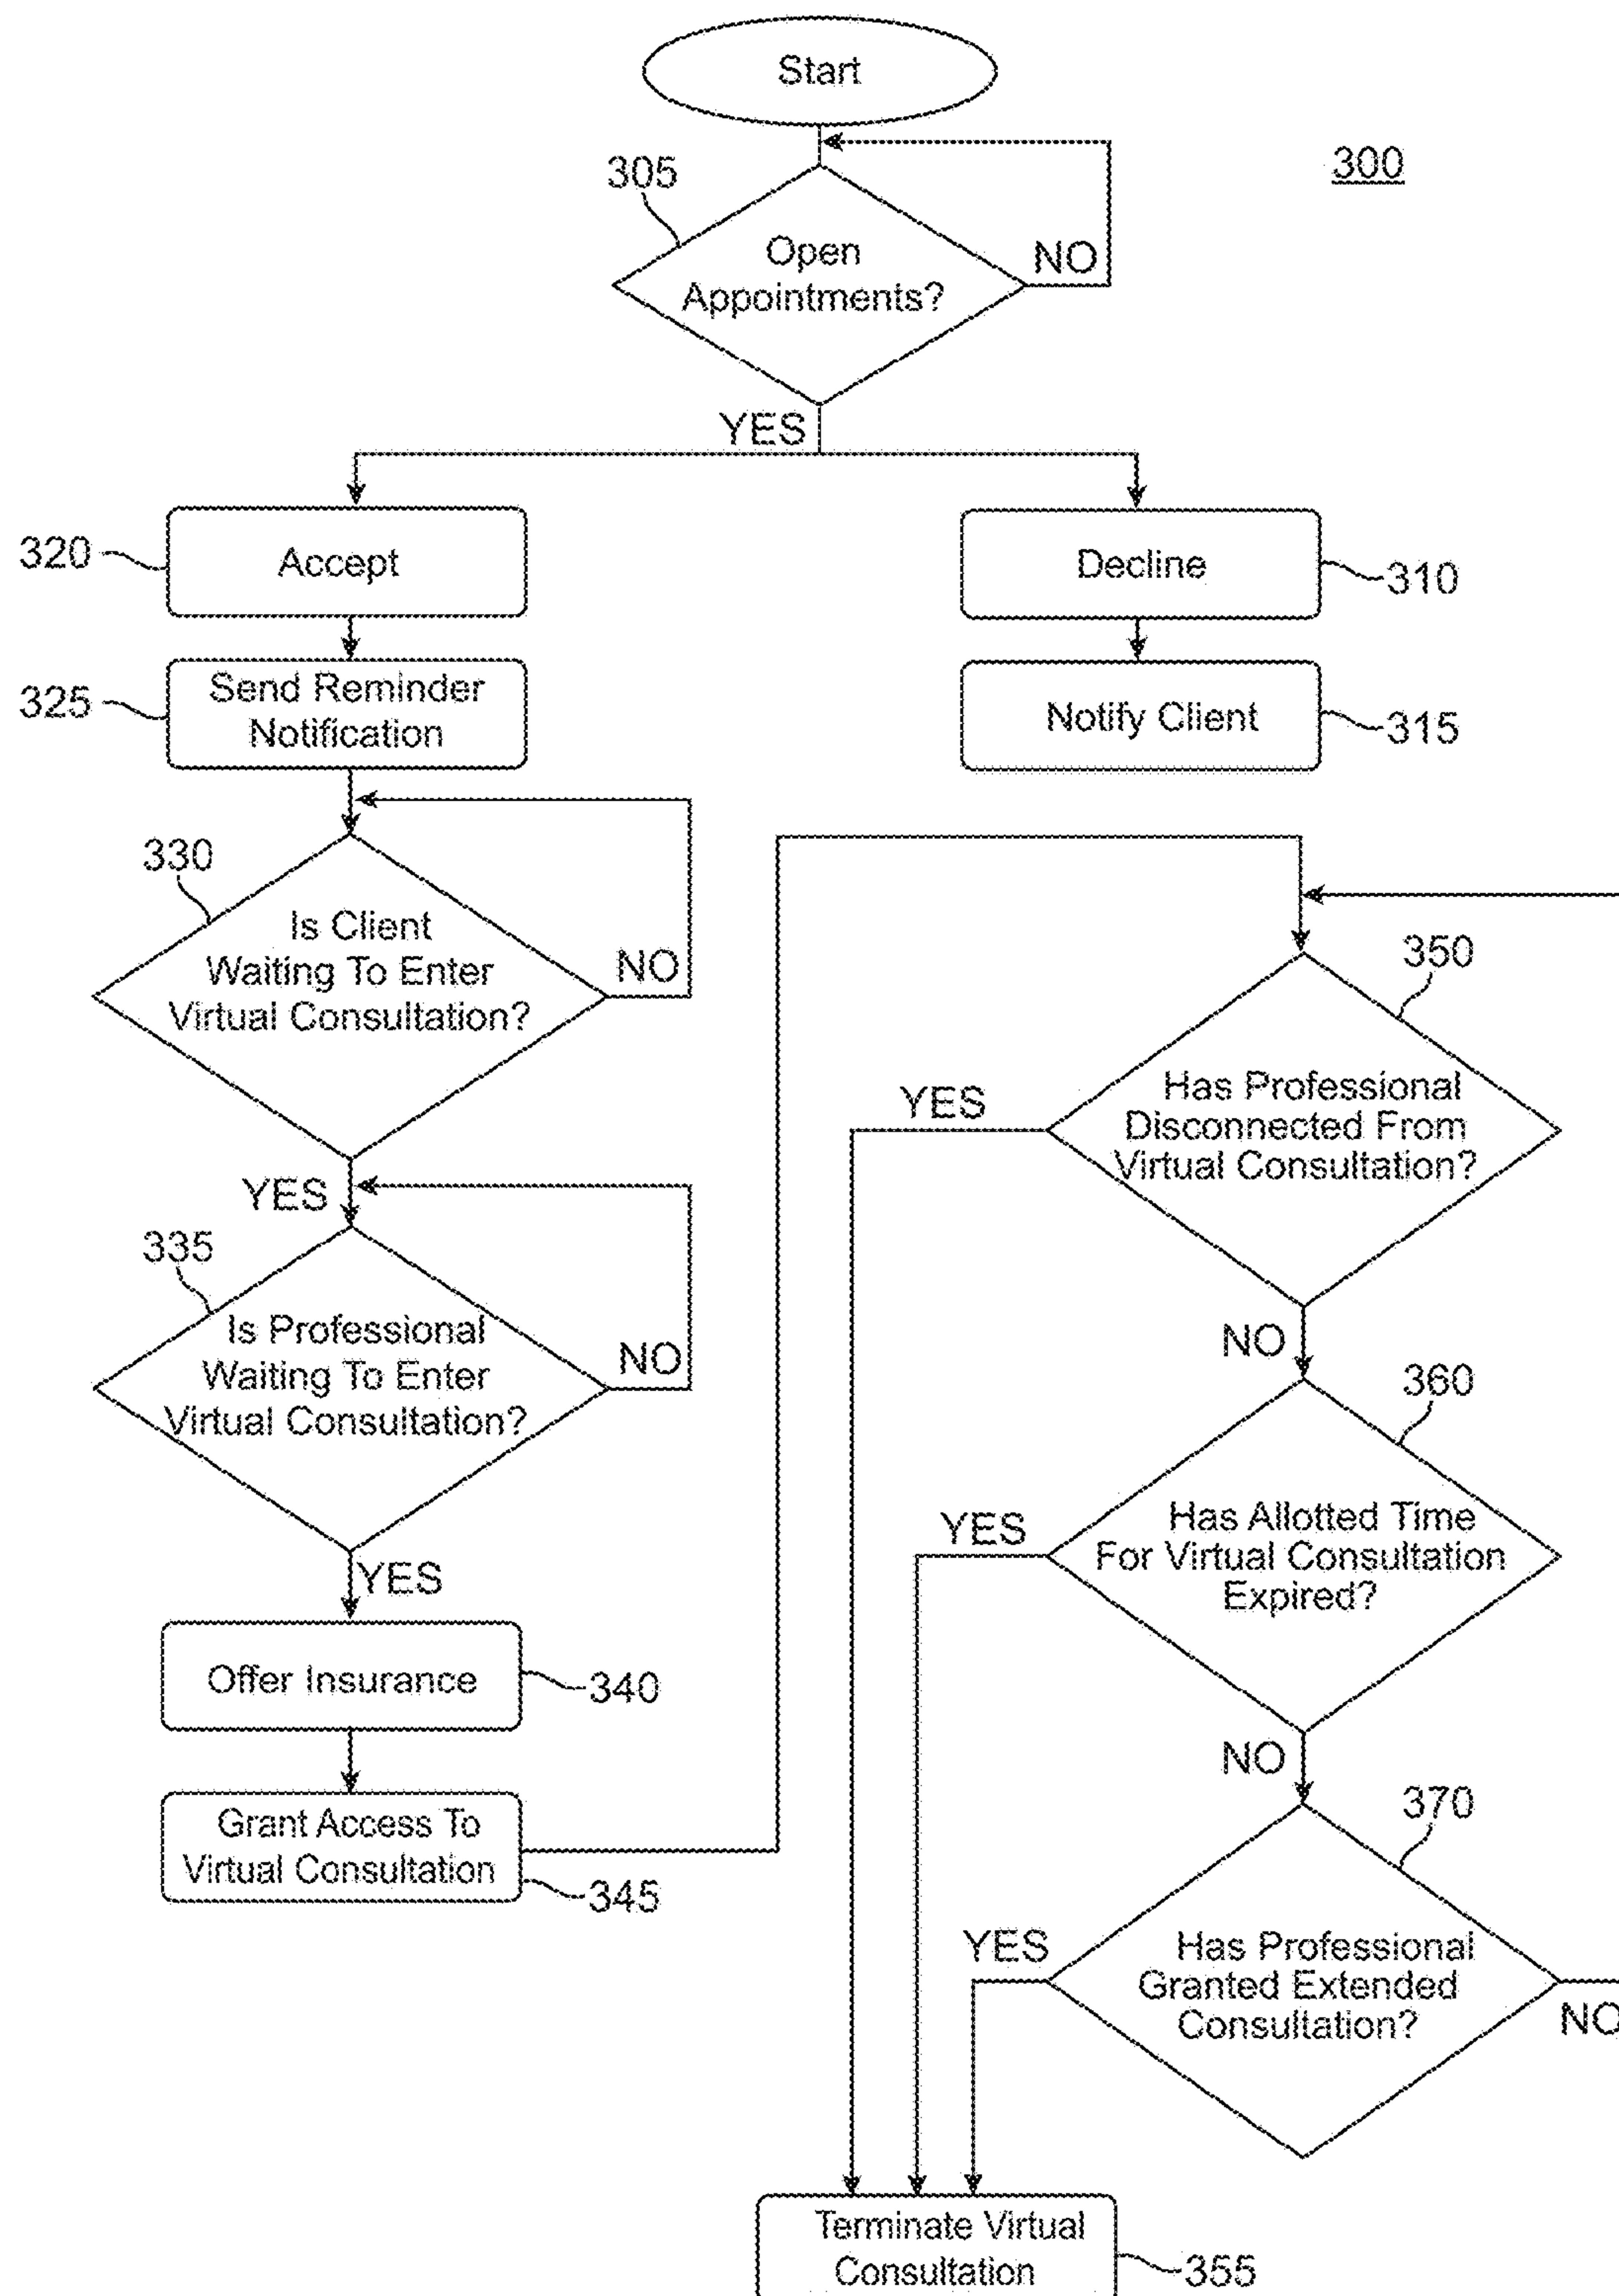 Start
300
305
Open
Appointments?
NO
YES
320
Accept
Decline
310
325
Send Reminder
Notification
Notify Client
315
330
Is Client
Waiting To Enter
Virtual Consultation?
NO
YES
335
Is Professional
Waiting To Enter
Virtual Consultation?
NO
YES
Offer Insurance
340
Grant Access To
Virtual Consultation
345
350
Has Professional
Disconnected From
Virtual Consultation?
YES
NO
360
Has Allotted Time
For Virtual Consultation
Expired?
YES
NO
370
Has Professional
Granted Extended
Consultation?
YES
NO
Terminate Virtual
Consultation
355